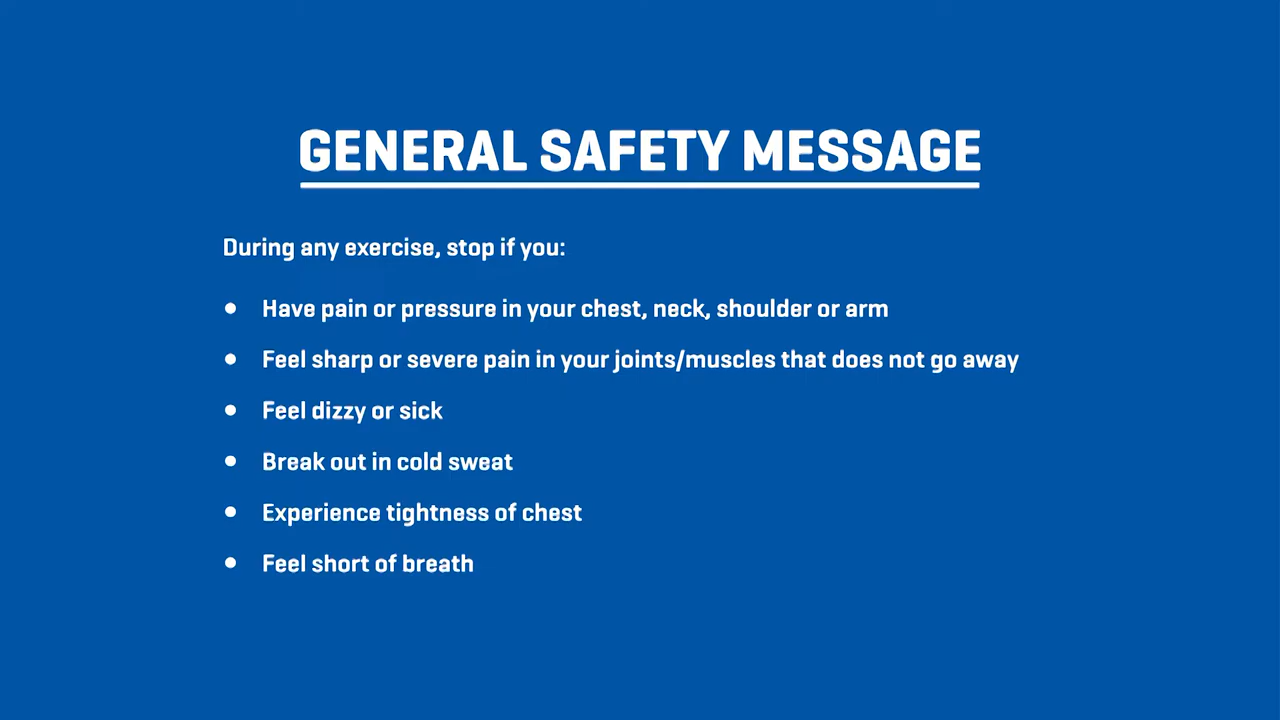 GENERAL SAFETY MESSAGE
During any exercise, stop if you:
• Have pain or pressure in your chest, neck, shoulder or arm
• Feel sharp or severe pain in your joints/muscles that does not go away
• Feel dizzy or sick
• Break out in cold sweat
• Experience tightness of chest
• Feel short of breath